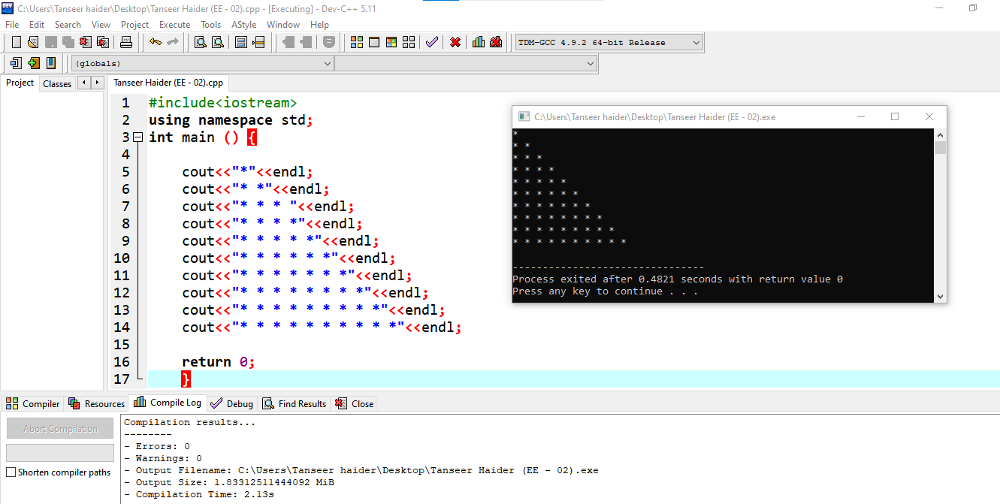 C:\Users\Tanseer haider\Desktop\Tanseer Haider (EE - 02).cpp - [Executing] - Dev-C++ 5.11
File Edit Search View Project Execute Tools AStyle Window Help
TDM-GCC 4.9.2 64-bit Release
(globals)
Project Classes Tanseer Haider (EE - 02).cpp
1 #include<iostream>
2 using namespace std;
3 int main () {
4
5 cout<<"*"<<endl;
6 cout<<"* *"<<endl;
7 cout<<"* * * "<<endl;
8 cout<<"* * * *"<<endl;
9 cout<<"* * * * *"<<endl;
10 cout<<"* * * * * *"<<endl;
11 cout<<"* * * * * * *"<<endl;
12 cout<<"* * * * * * * *"<<endl;
13 cout<<"* * * * * * * * *"<<endl;
14 cout<<"* * * * * * * * * *"<<endl;
15
16 return 0;
17 }
C:\Users\Tanseer haider\Desktop\Tanseer Haider (EE - 02).exe
*
* *
* * *
* * * *
* * * * *
* * * * * *
* * * * * * *
* * * * * * * *
* * * * * * * * *
* * * * * * * * * *
--------------------------------
Process exited after 0.4821 seconds with return value 0
Press any key to continue . . .
Compiler Resources Compile Log Debug Find Results Close
Abort Compilation
Shorten compiler paths
Compilation results...
--------
- Errors: 0
- Warnings: 0
- Output Filename: C:\Users\Tanseer haider\Desktop\Tanseer Haider (EE - 02).exe
- Output Size: 1.83312511444092 MiB
- Compilation Time: 2.13s